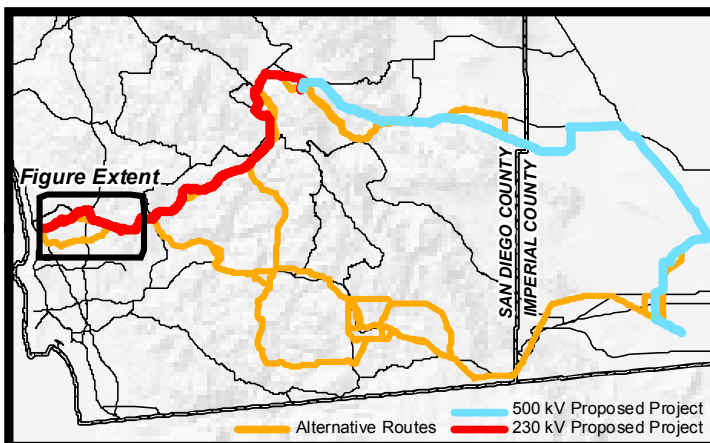 Figure Extent
SAN DIEGO COUNTY
IMPERIAL COUNTY
500 kV Proposed Project
Alternative Routes
230 kV Proposed Project